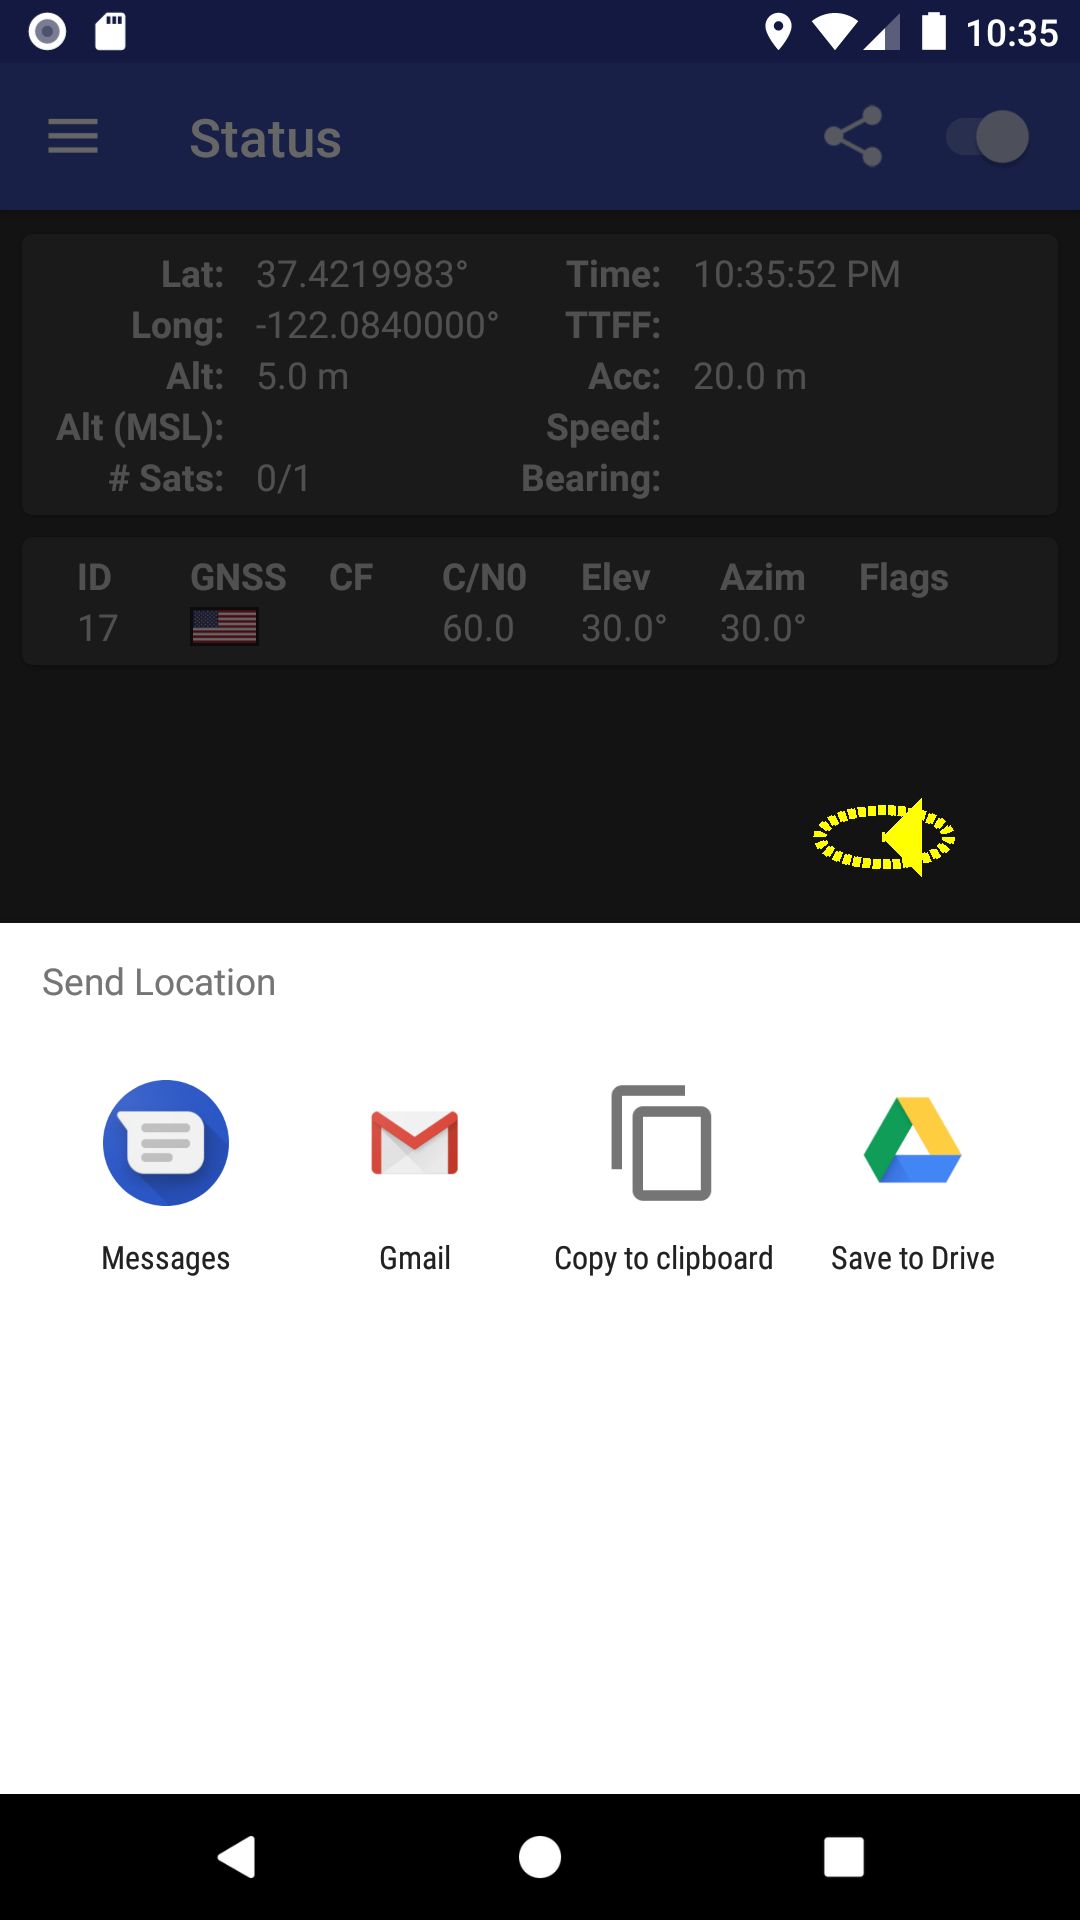 10:35
Status
Lat: 37.4219983° Time: 10:35:52 PM
Long: -122.0840000° TTFF:
Alt: 5.0 m Acc: 20.0 m
Alt (MSL): Speed:
# Sats: 0/1 Bearing:
ID GNSS CF C/N0 Elev Azim Flags
17 60.0 30.0° 30.0°
Send Location
Messages Gmail Copy to clipboard Save to Drive